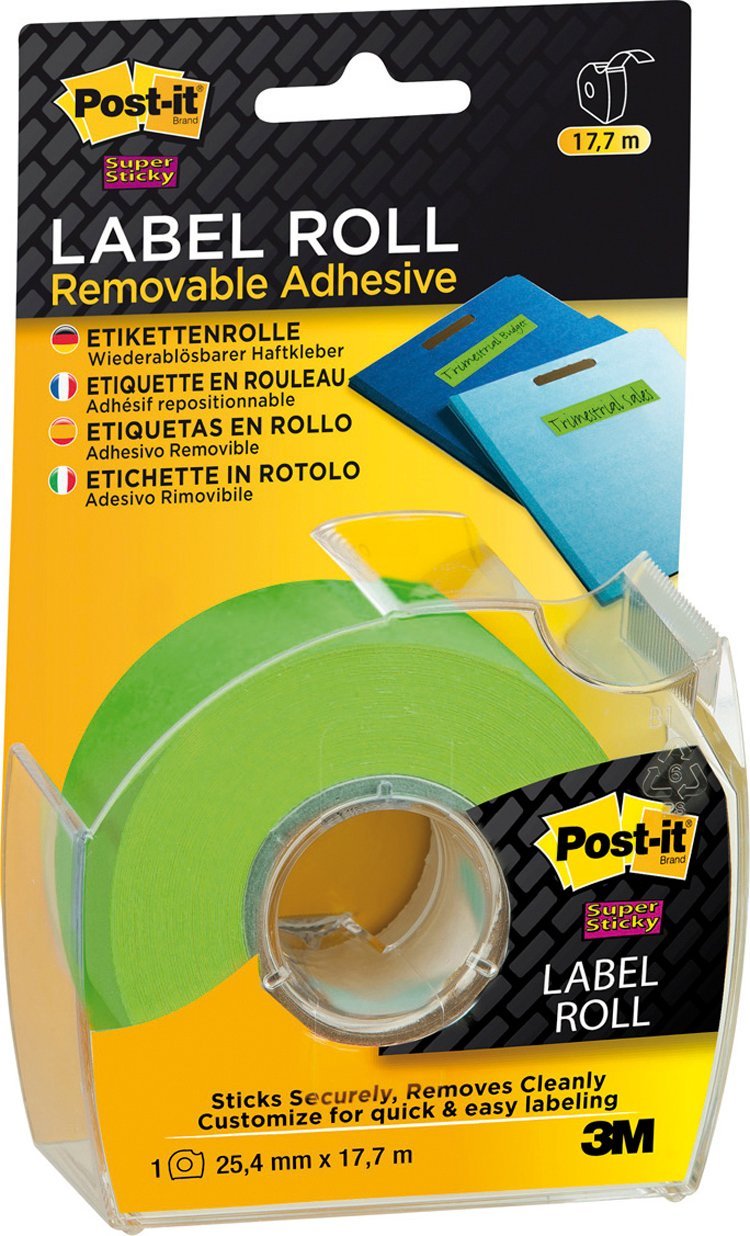 Post-it®
Brand
Super
Sticky
17,7 m
LABEL ROLL
Removable Adhesive
ETIKETTENROLLE
Wiederablösbarer Haftkleber
ETIQUETTE EN ROULEAU
Adhésif repositionnable
ETIQUETAS EN ROLLO
Adhesivo Removible
ETICHETTE IN ROTOLO
Adesivo Rimovibile
Trimestrial Budget
Trimestrial Sales
6
PS
Post-it®
Brand
Super
Sticky
LABEL
ROLL
Sticks Securely, Removes Cleanly
Customize for quick & easy labeling
3M
1 25,4 mm x 17,7 m